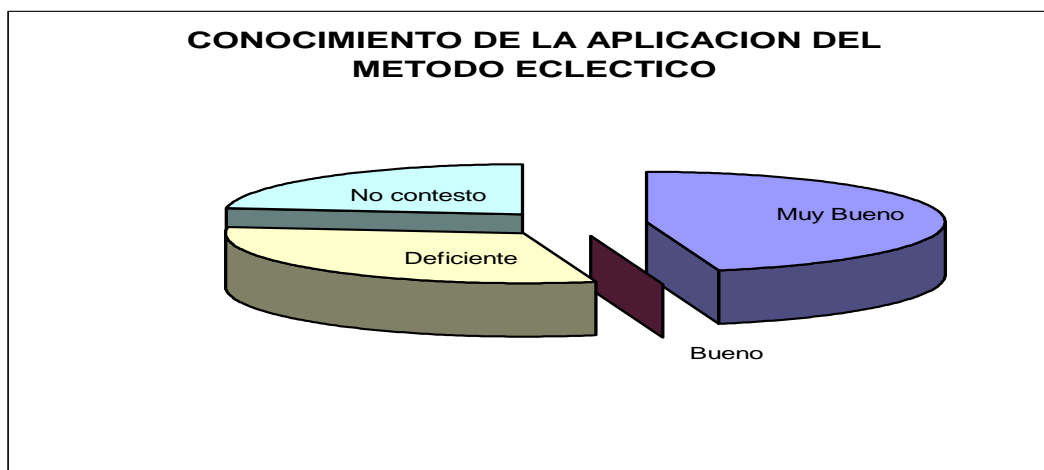 CONOCIMIENTO DE LA APLICACION DEL
METODO ECLECTICO
No contesto
Muy Bueno
Deficiente
Bueno